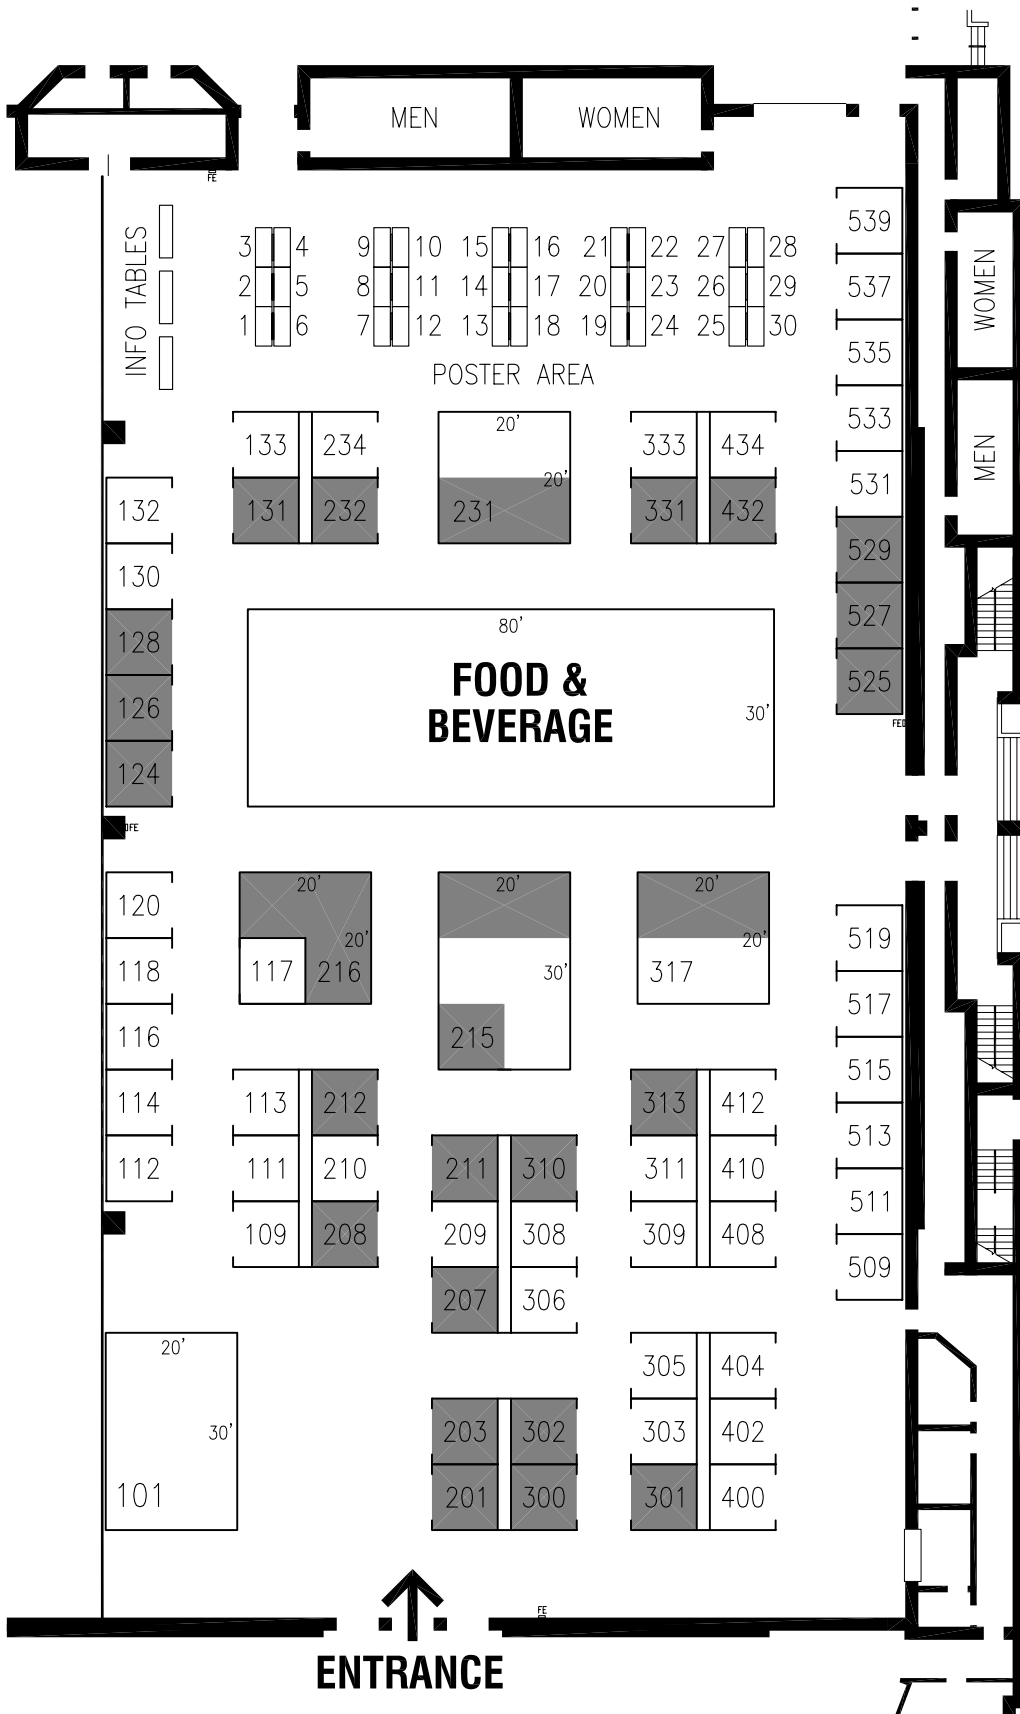 MEN
WOMEN
FE
539
3 4 9 10 15 16 21 22 27 28
2 5 8 11 14 17 20 23 26 29
1 6 7 12 13 18 19 24 25 30
INFO TABLES
537
WOMEN
535
POSTER AREA
533
MEN
20'
133 234 333 434
20'
531
132 131 232 231 331 432
529
130
527
80'
128
FOOD &
525
BEVERAGE
30'
126
FE
124
FE
20' 20' 20'
120
20' 20'
519
118 117 216 30' 317
517
116 215
515
114 113 212 313 412
513
112 111 210 211 310 311 410
511
109 208 209 308 309 408
509
207 306
20'
305 404
30'
203 302 303 402
101 201 300 301 400
FE
ENTRANCE